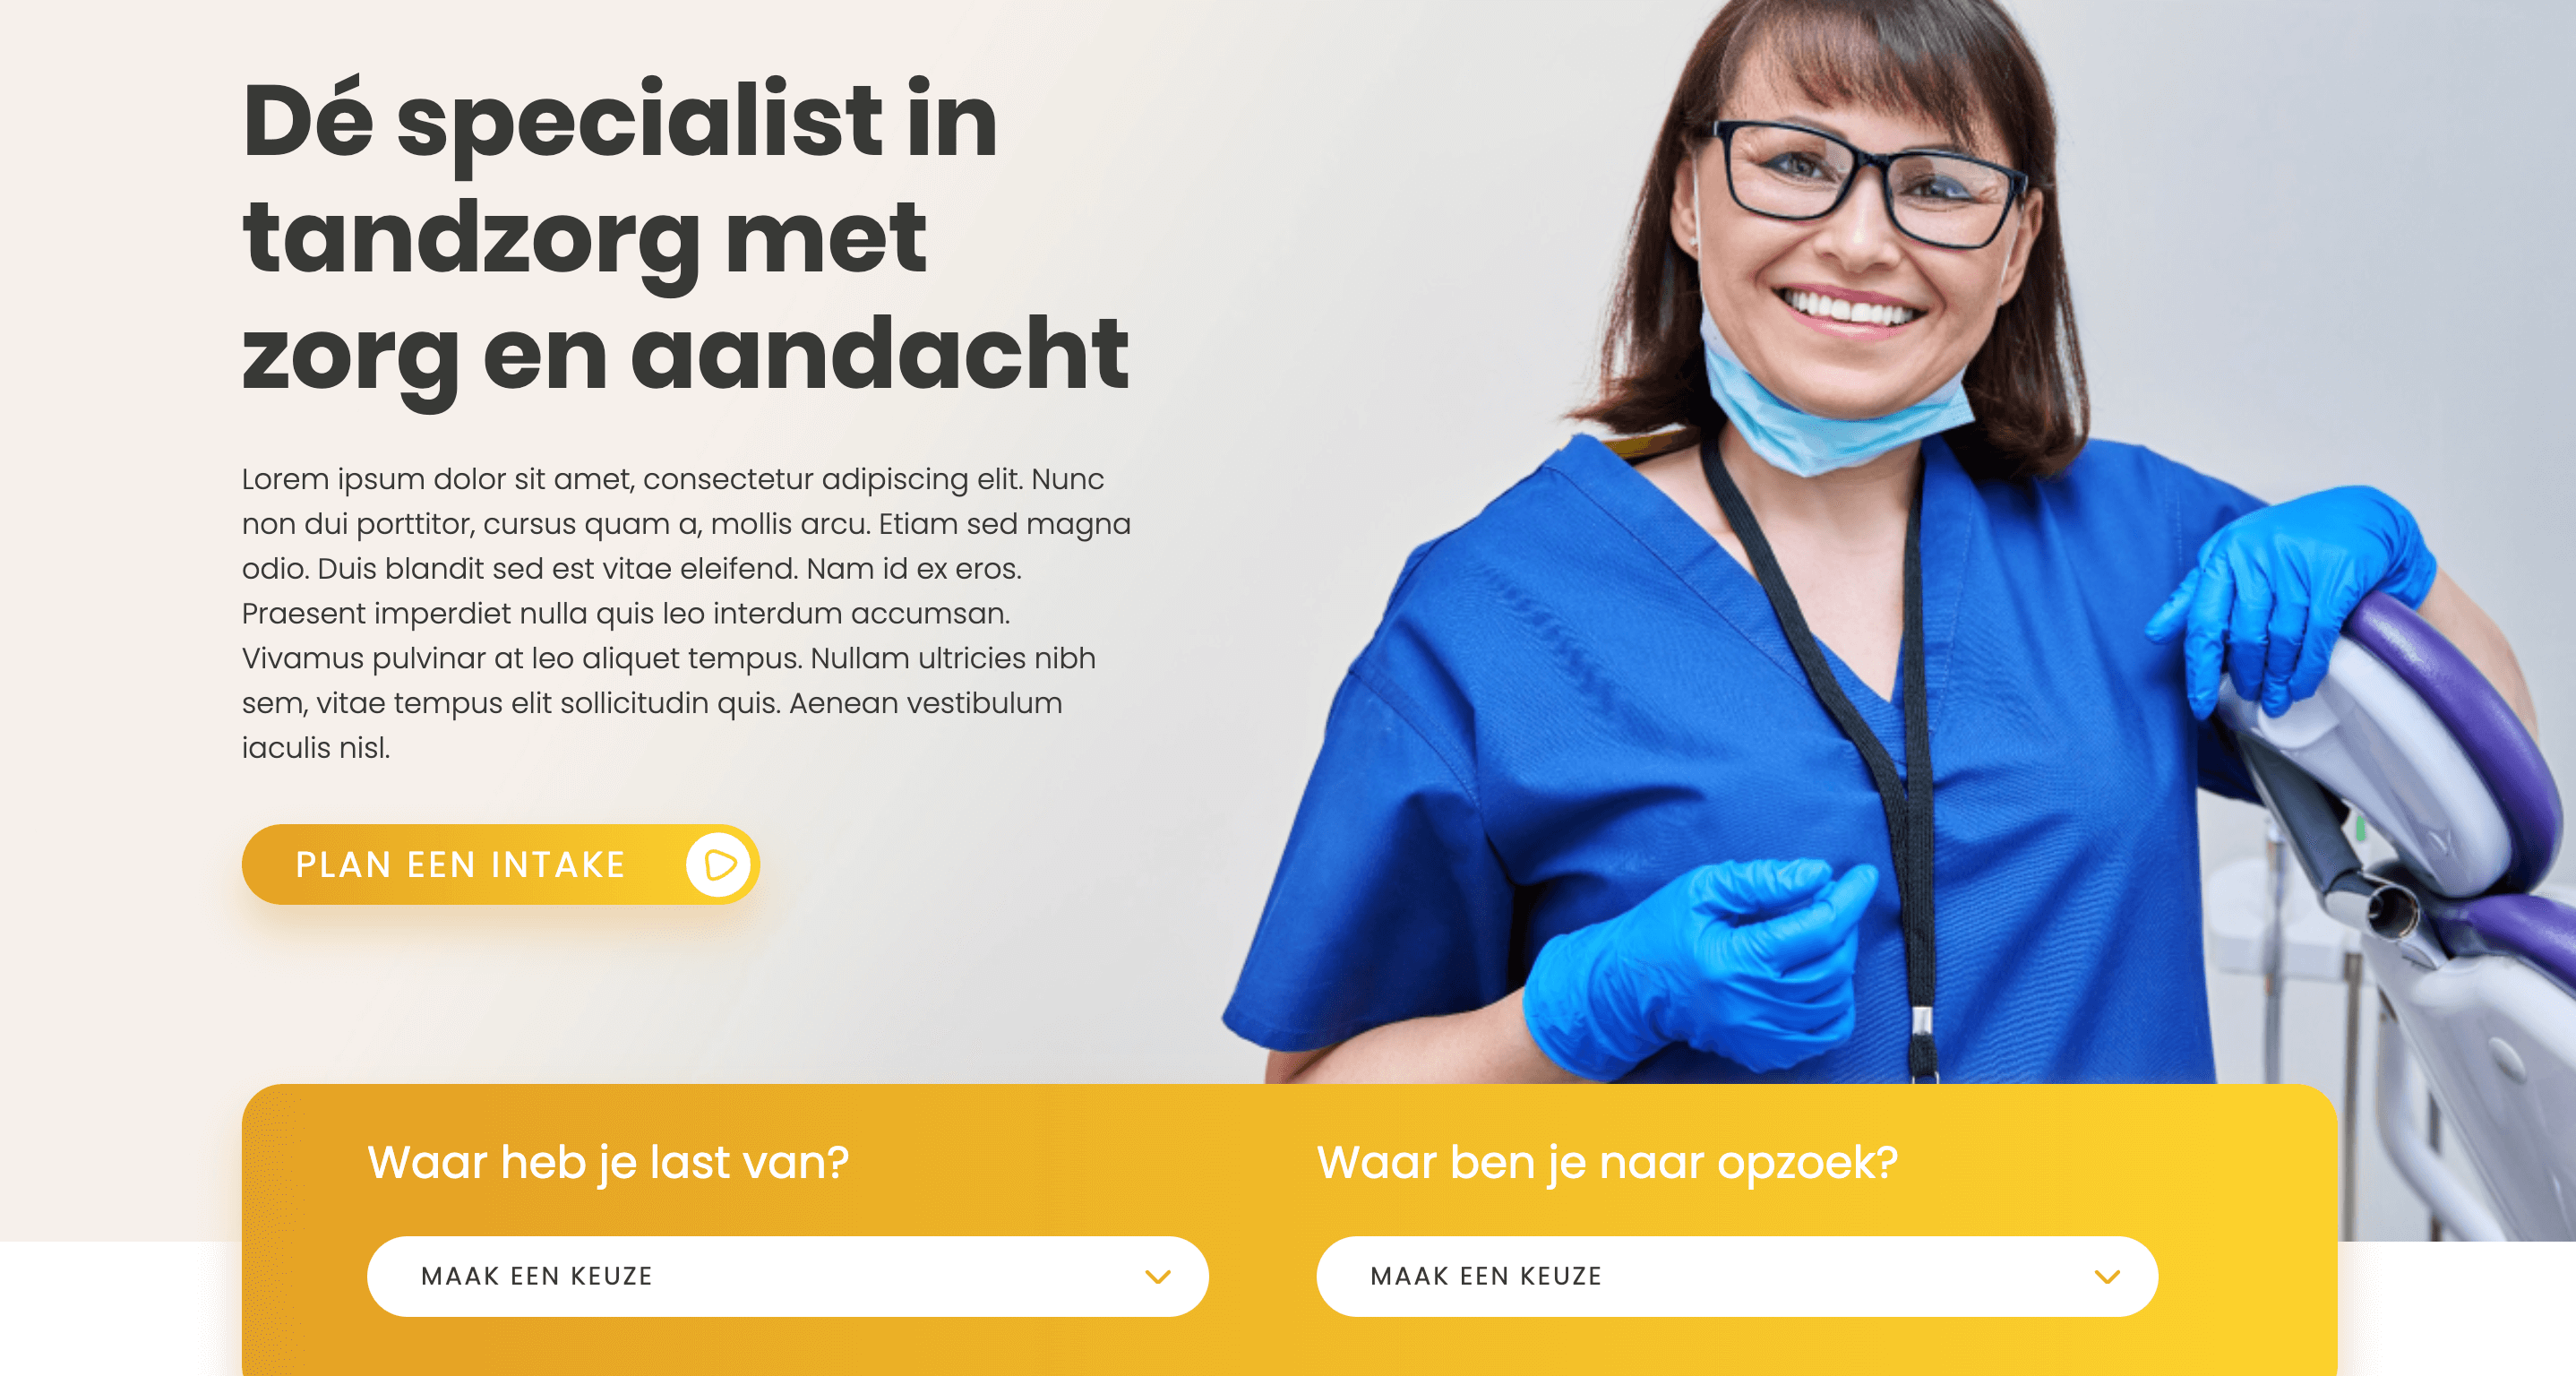 Dé specialist in
tandzorg met
zorg en aandacht
Lorem ipsum dolor sit amet, consectetur adipiscing elit. Nunc
non dui porttitor, cursus quam a, mollis arcu. Etiam sed magna
odio. Duis blandit sed est vitae eleifend. Nam id ex eros.
Praesent imperdiet nulla quis leo interdum accumsan.
Vivamus pulvinar at leo aliquet tempus. Nullam ultricies nibh
sem, vitae tempus elit sollicitudin quis. Aenean vestibulum
iaculis nisl.
PLAN EEN INTAKE
Waar heb je last van?
MAAK EEN KEUZE
Waar ben je naar opzoek?
MAAK EEN KEUZE